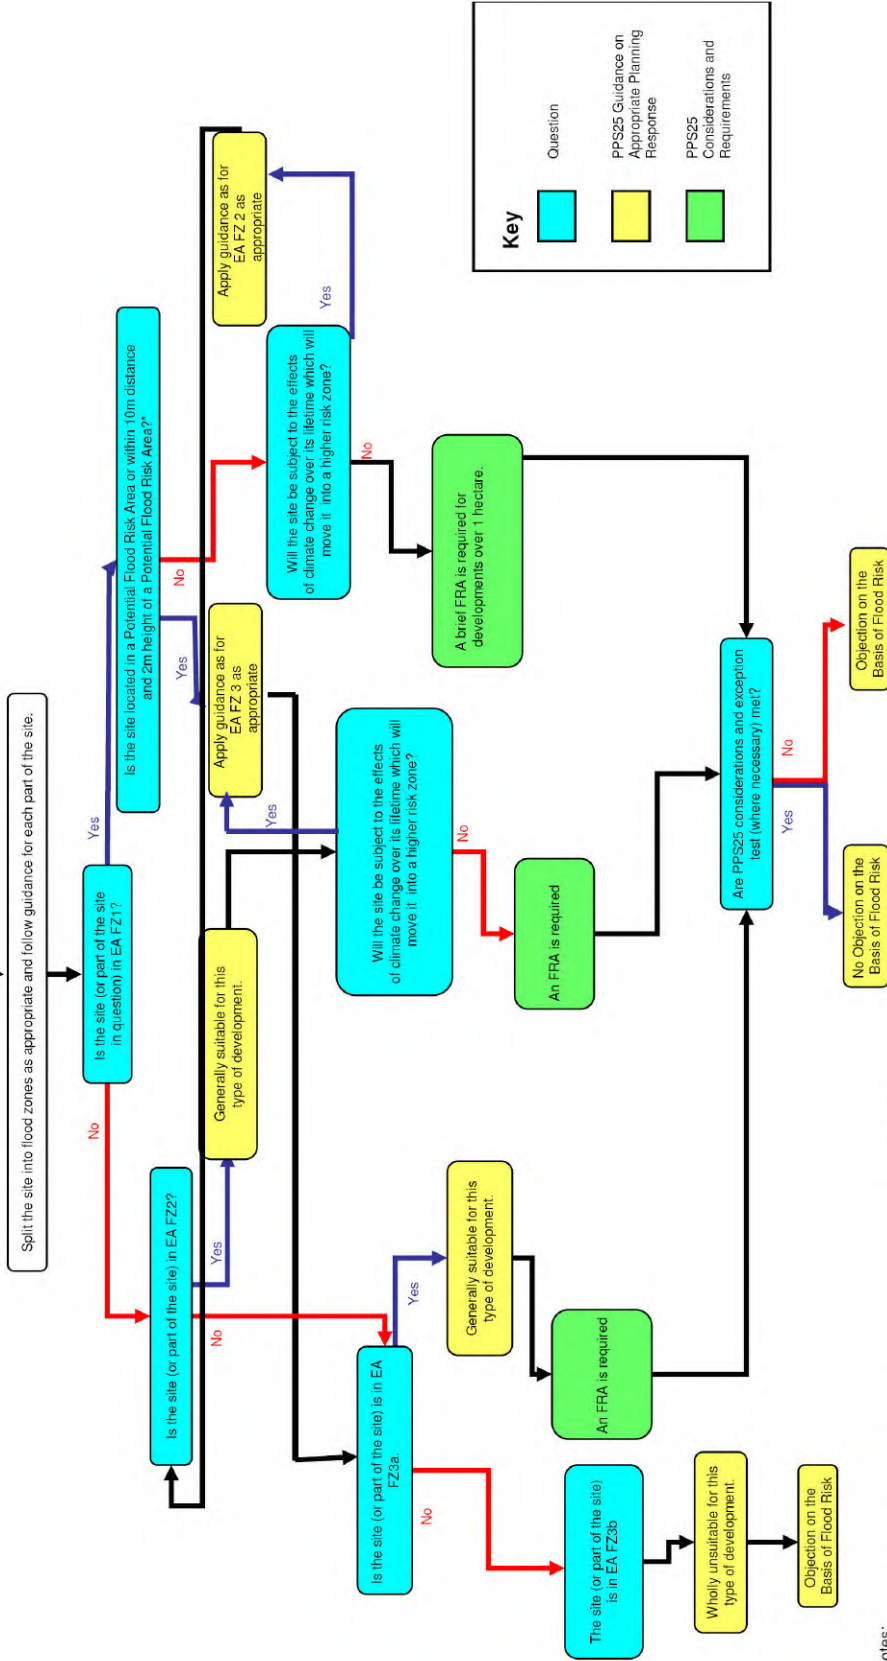 Split the site into flood zones as appropriate and follow guidance for each part of the site.
Is the site (or part of the site
in question) in EA FZ1?
No
Yes
Is the site located in a Potential Flood Risk Area or within 10m distance
and 2m height of a Potential Flood Risk Area?*
Is the site (or part of the site) in EA FZ2?
Yes
No
Generally suitable for this
type of development.
Yes
No
Apply guidance as for
EA FZ 3 as
appropriate
Apply guidance as for
EA FZ 2 as
appropriate
Will the site be subject to the effects
of climate change over its lifetime which will
move it into a higher risk zone?
Yes
No
Is the site (or part of the site) is in EA
FZ3a.
Yes
No
Will the site be subject to the effects
of climate change over its lifetime which will
move it into a higher risk zone?
Yes
No
Generally suitable for this
type of development.
A brief FRA is required for
developments over 1 hectare.
An FRA is required
An FRA is required
The site (or part of the site)
is in EA FZ3b
Wholly unsuitable for this
type of development.
Objection on the
Basis of Flood Risk
Are PPS25 considerations and exception
test (where necessary) met?
Yes
No
No Objection on the
Basis of Flood Risk
Objection on the
Basis of Flood Risk
Key
Question
PPS25 Guidance on
Appropriate Planning
Response
PPS25
Considerations and
Requirements
otes: